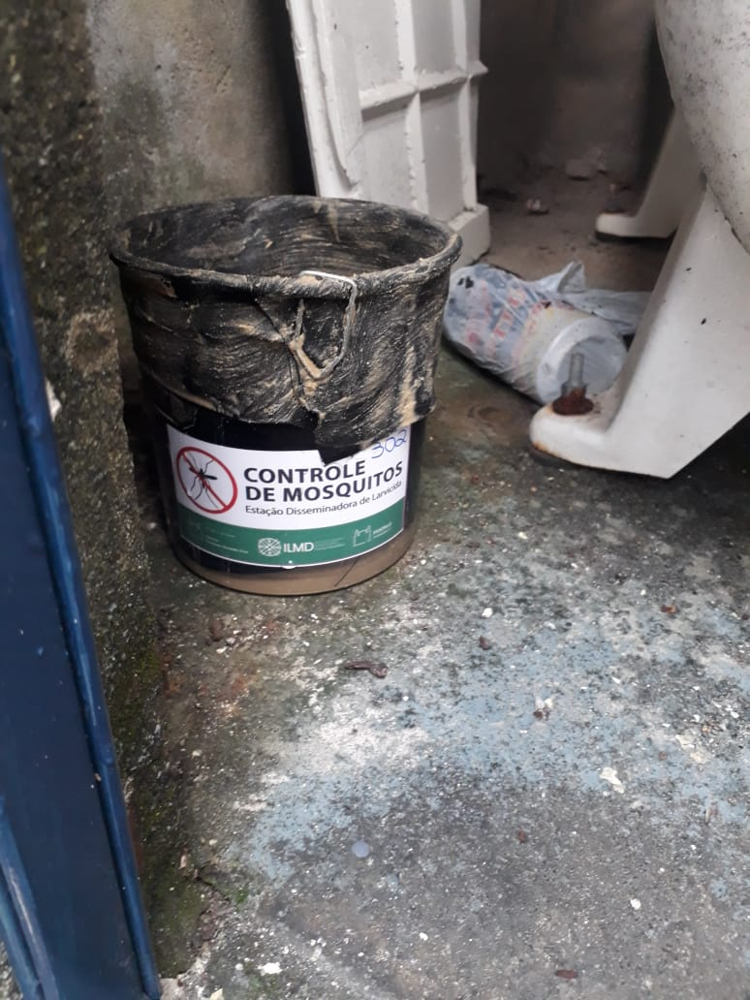 302
CONTROLE
DE MOSQUITOS
Estação Disseminadora de Larvicida
ILMD